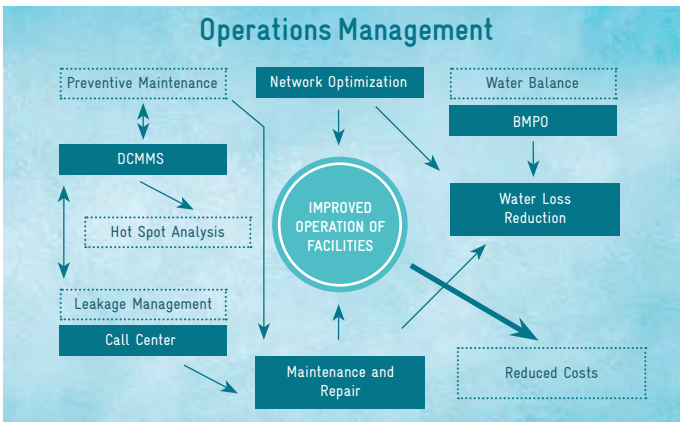 Operations Management
Preventive Maintenance
Network Optimization
Water Balance
BMPO
DCMMS
Hot Spot Analysis
IMPROVED
OPERATION OF
FACILITIES
Water Loss
Reduction
Leakage Management
Call Center
Maintenance and
Repair
Reduced Costs